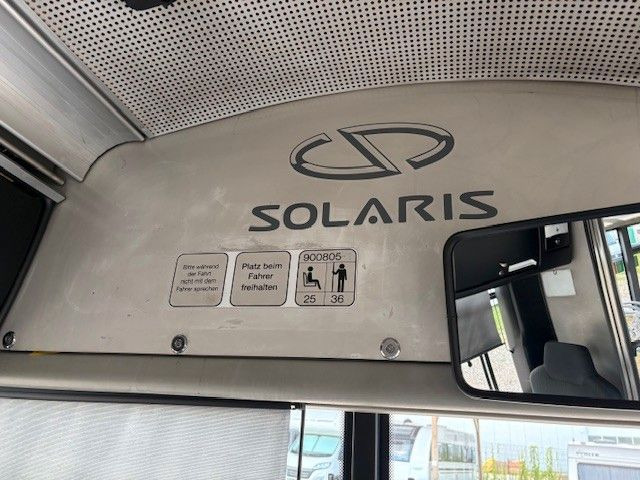 SOLARIS
Bitte während
der Fahrt
nicht mit dem
Fahrer sprechen
Platz beim
Fahrer
freihalten
900805
25 36